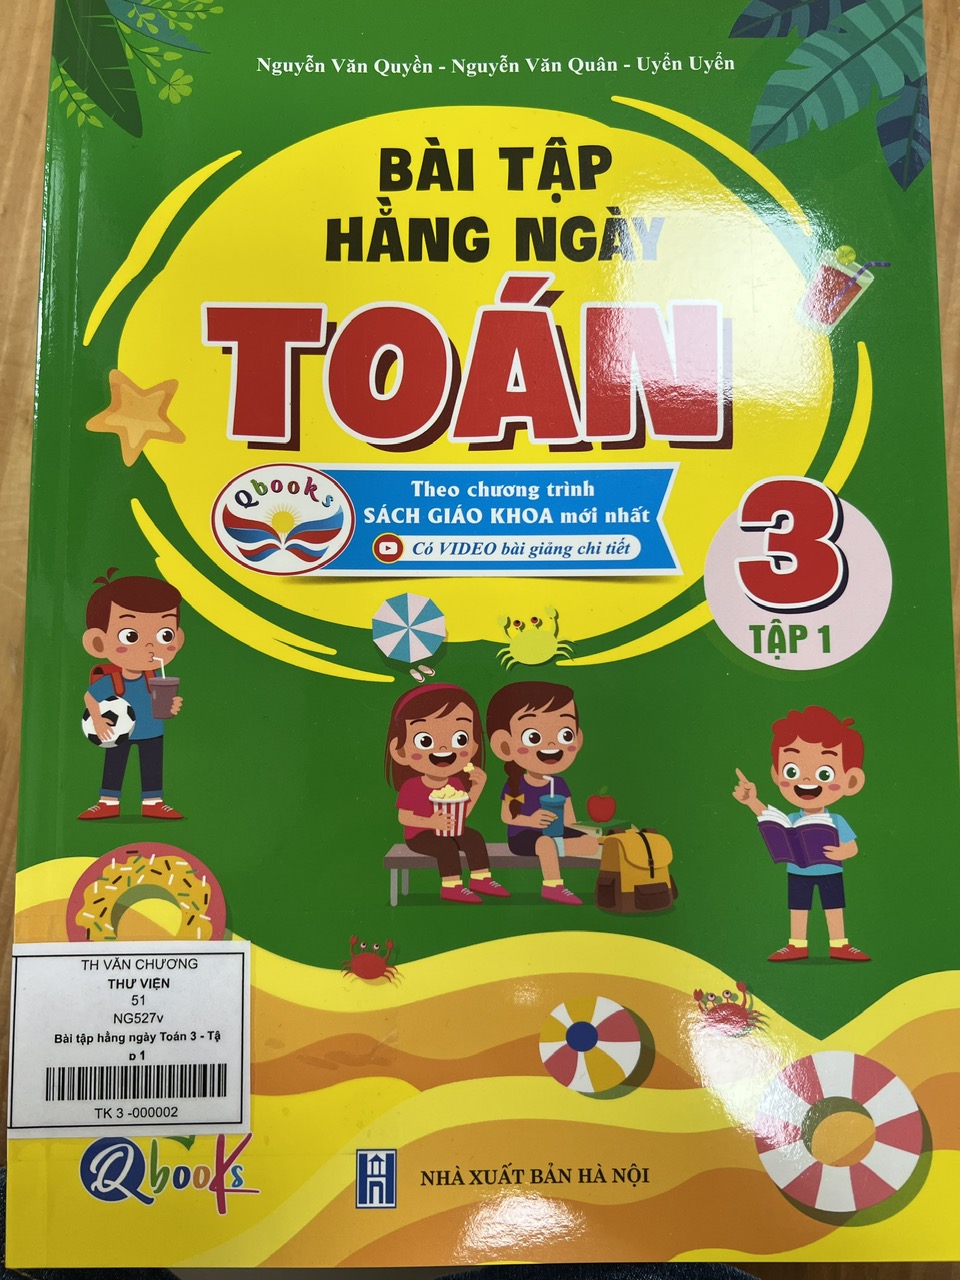 Nguyễn Văn Quyền - Nguyễn Văn Quân - Uyển Uyển
BÀI TẬP
HẰNG NGÀY
TOÁN
Qbooks
Theo chương trình
SÁCH GIÁO KHOA mới nhất
Có VIDEO bài giảng chi tiết
3
TẬP 1
TH VĂN CHƯƠNG
THƯ VIỆN
51
NG527v
Bài tập hằng ngày Toán 3 - Tậ
p 1
TK 3 -000002
Qbooks
NHÀ XUẤT BẢN HÀ NỘI